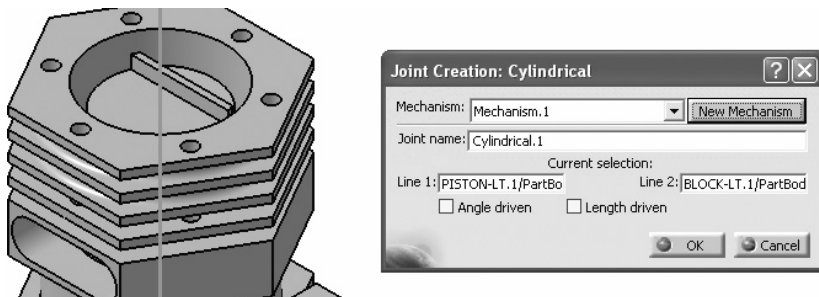 Joint Creation: Cylindrical
Mechanism: Mechanism.1 New Mechanism
Joint name: Cylindrical.1
Current selection:
Line 1: PISTON-LT.1/PartBo Line 2: BLOCK-LT.1/PartBod
Angle driven Length driven
OK Cancel